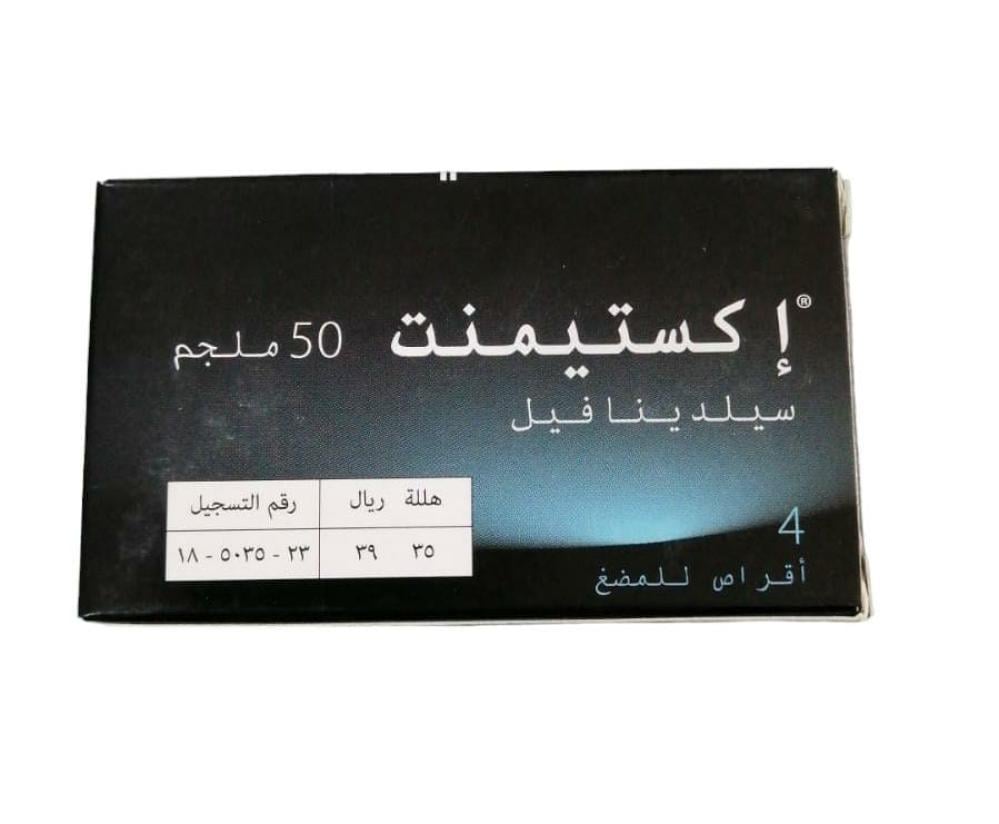 إكستيمنت® 50 ملجم
سيلدينافيل
هللة ريال رقم التسجيل
٣٥ ٣٩ ٢٣ - ٥٠٣٥ - ١٨
4
أقراص للمضغ